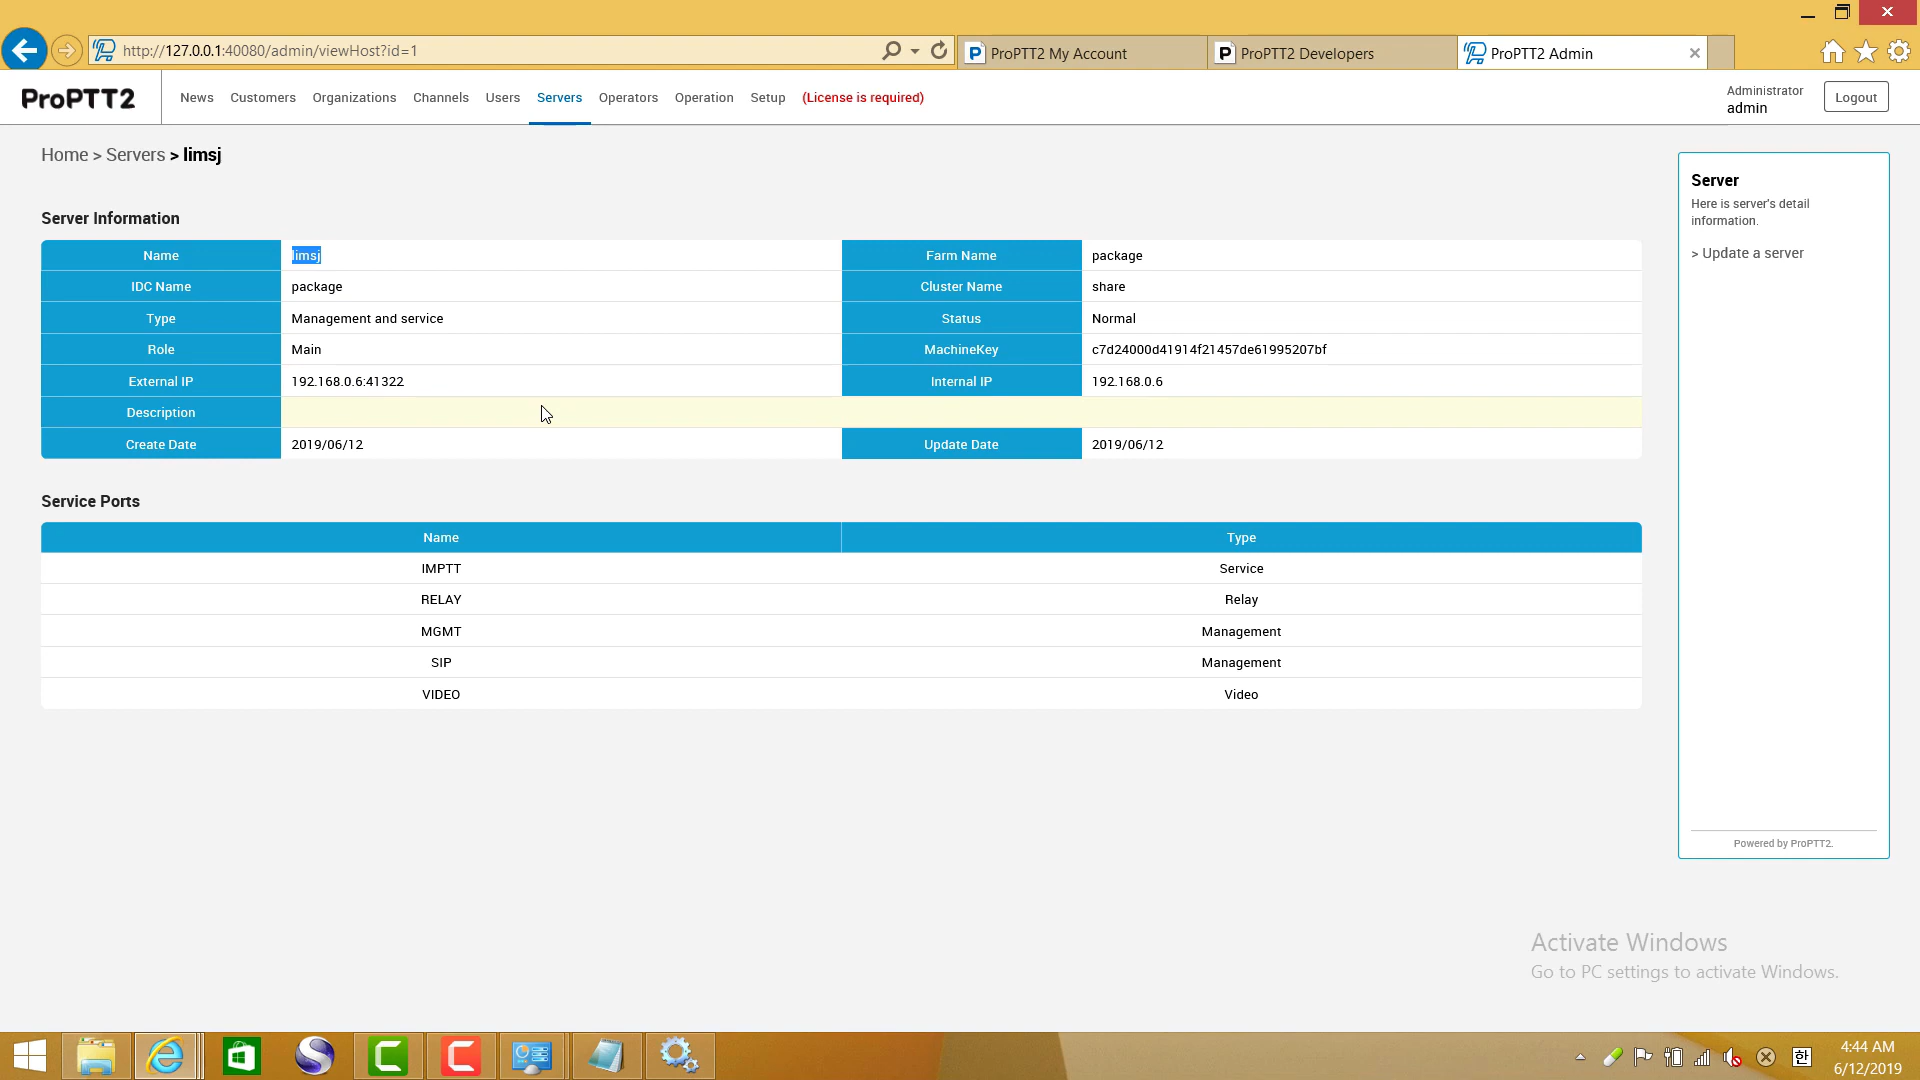 http://127.0.0.1:40080/admin/viewHost?id=1
ProPTT2 My Account
ProPTT2 Developers
ProPTT2 Admin
ProPTT2
News
Customers
Organizations
Channels
Users
Servers
Operators
Operation
Setup
(License is required)
Administrator
admin
Logout
Home > Servers > limsj
Server Information
Name limsj Farm Name package
IDC Name package Cluster Name share
Type Management and service Status Normal
Role Main MachineKey c7d24000d41914f21457de61995207bf
External IP 192.168.0.6:41322 Internal IP 192.168.0.6
Description
Create Date 2019/06/12 Update Date 2019/06/12
Service Ports
Name Type
IMPTT Service
RELAY Relay
MGMT Management
SIP Management
VIDEO Video
Server
Here is server's detail
information.
> Update a server
Powered by ProPTT2.
Activate Windows
Go to PC settings to activate Windows.
한
4:44 AM
6/12/2019